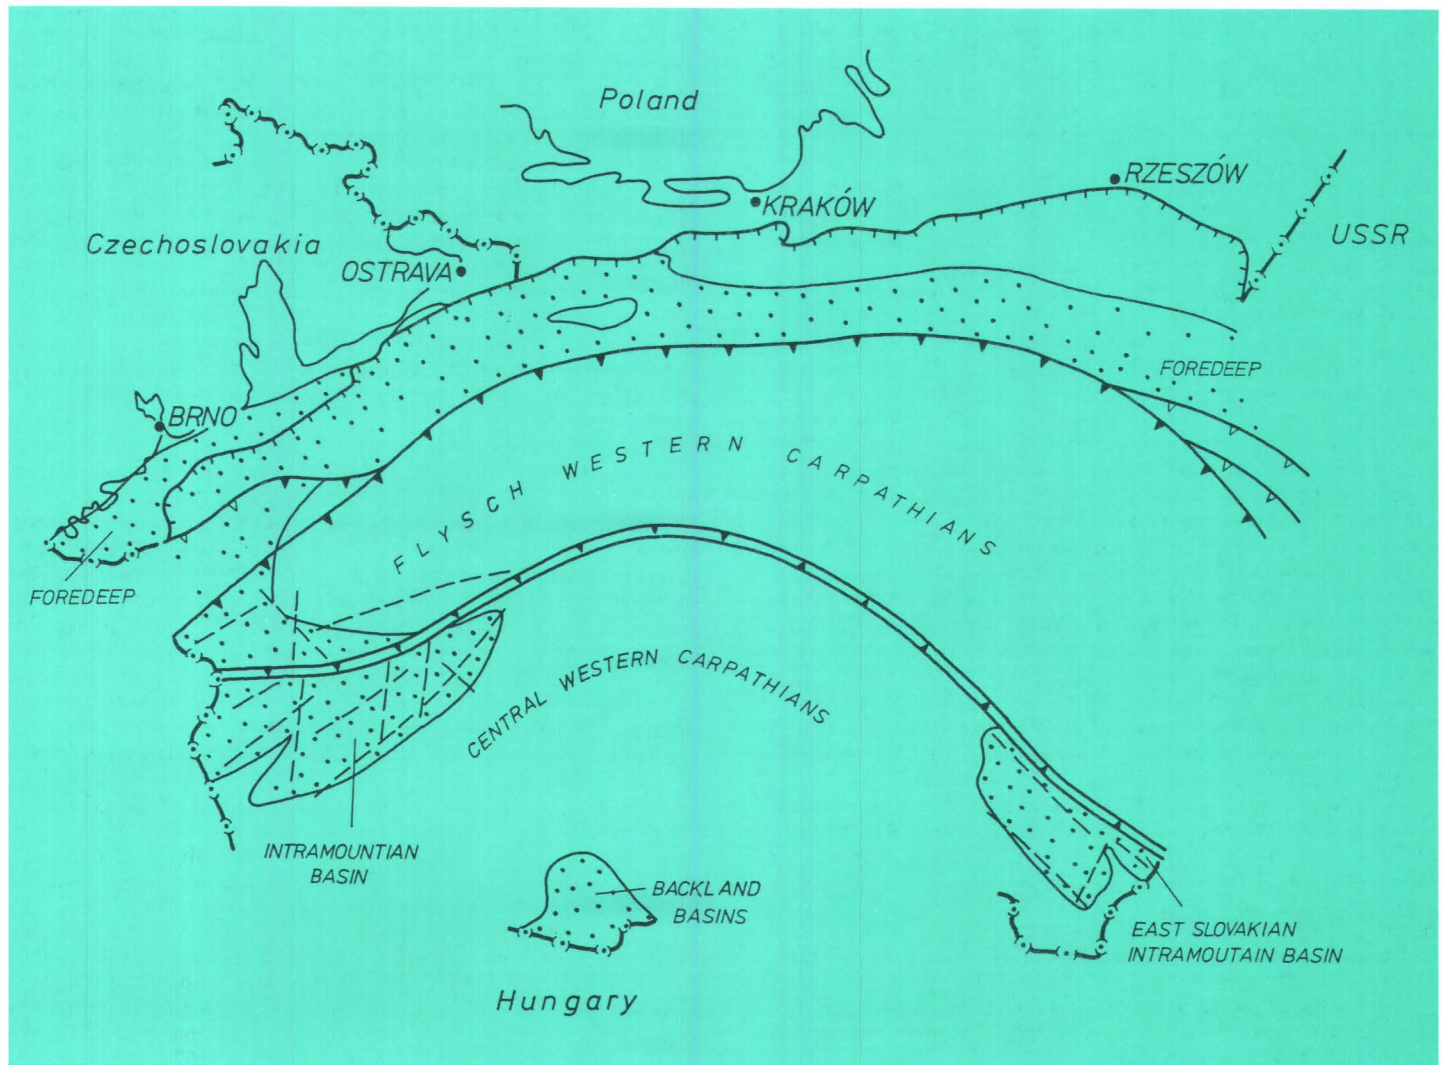 Poland
RZESZÓW
KRAKÓW
USSR
Czechoslovakia
OSTRAVA
FOREDEEP
BRNO
FLYSCH WESTERN CARPATHIANS
FOREDEEP
CENTRAL WESTERN CARPATHIANS
INTRAMOUNTIAN
BASIN
BACKLAND
BASINS
EAST SLOVAKIAN
INTRAMOUTAIN BASIN
Hungary